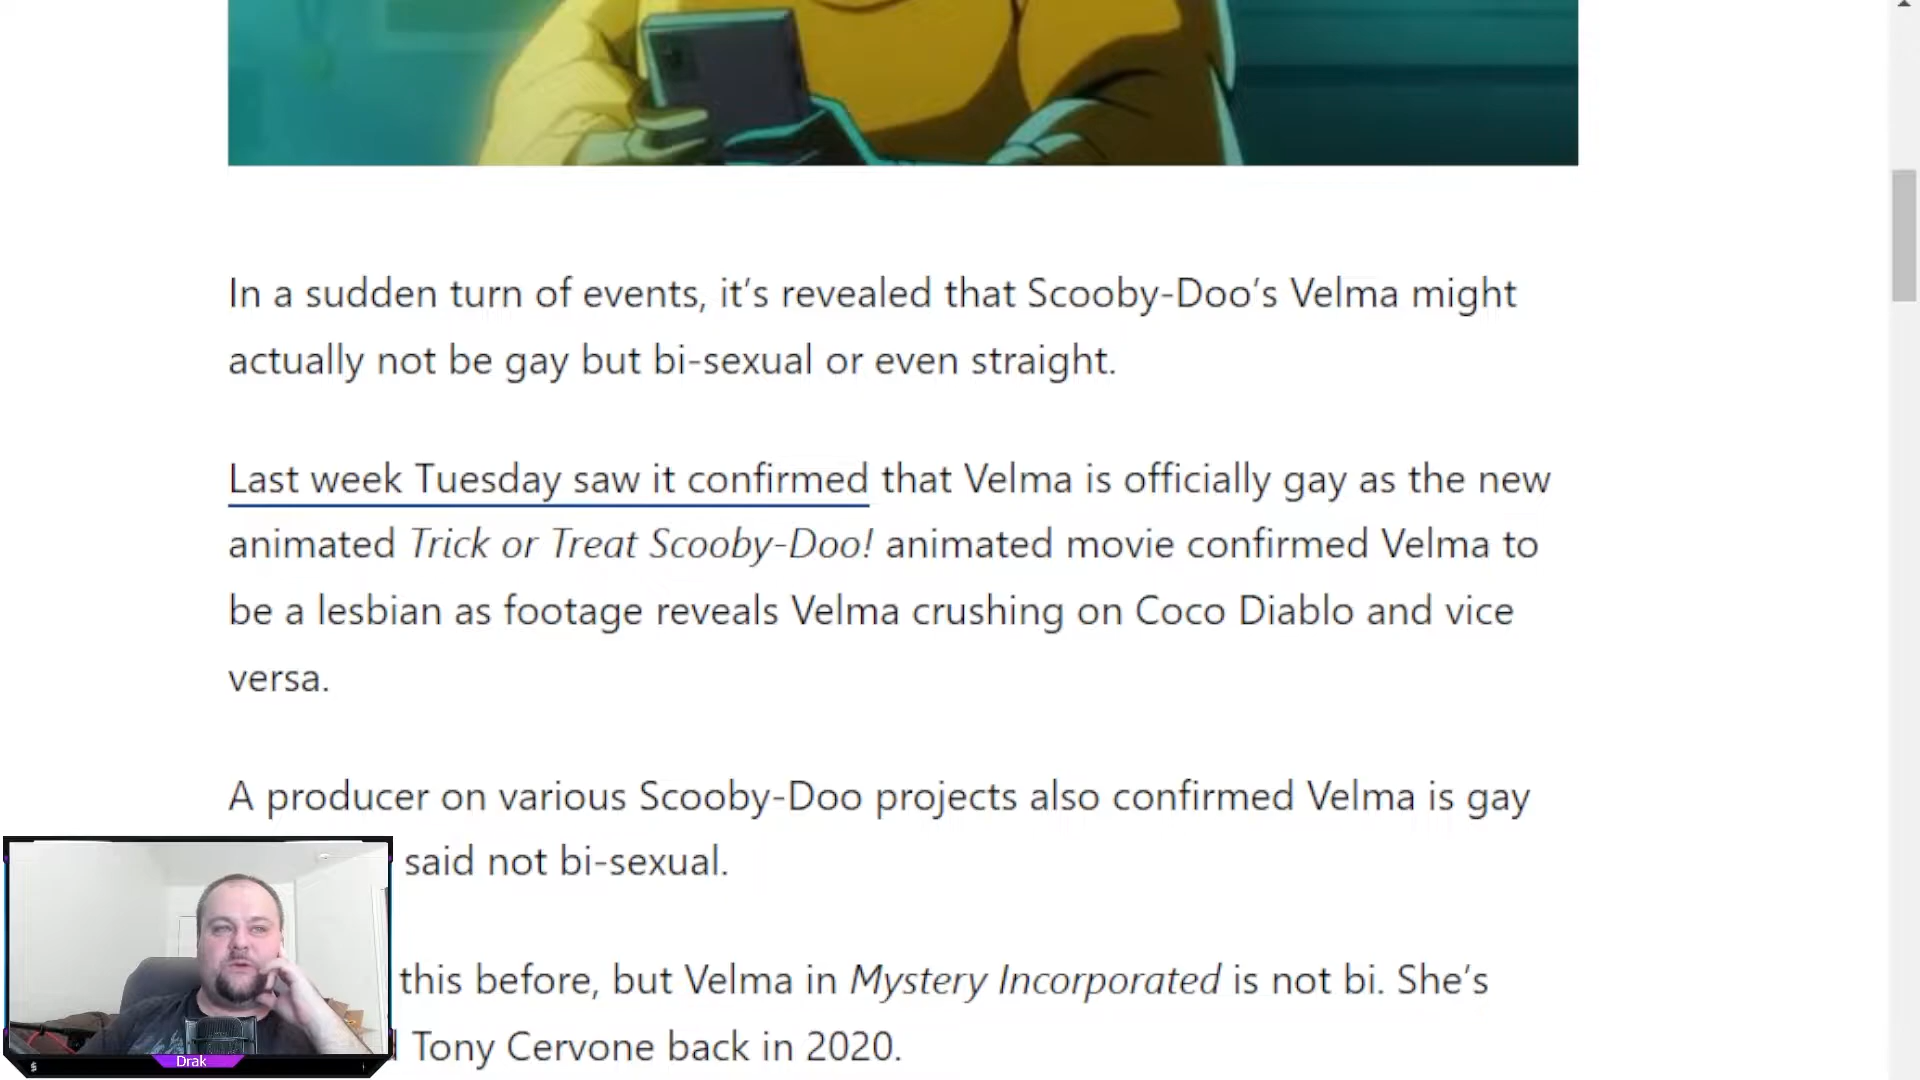 In a sudden turn of events, it’s revealed that Scooby-Doo’s Velma might
actually not be gay but bi-sexual or even straight.
Last week Tuesday saw it confirmed that Velma is officially gay as the new
animated Trick or Treat Scooby-Doo! animated movie confirmed Velma to
be a lesbian as footage reveals Velma crushing on Coco Diablo and vice
versa.
A producer on various Scooby-Doo projects also confirmed Velma is gay
said not bi-sexual.
this before, but Velma in Mystery Incorporated is not bi. She’s
Tony Cervone back in 2020.
Drak